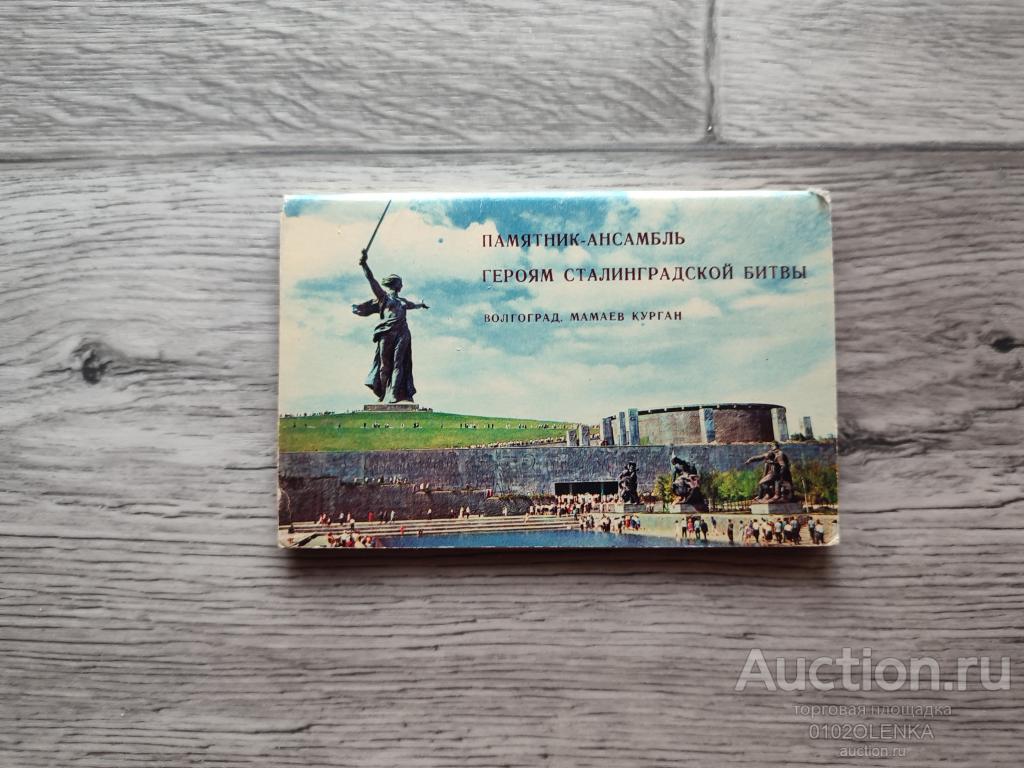 ПАМЯТНИК-АНСАМБЛЬ
ГЕРОЯМ СТАЛИНГРАДСКОЙ БИТВЫ
ВОЛГОГРАД. МАМАЕВ КУРГАН
Auction.ru
торговая площадка
0102OLENKA
auction.ru